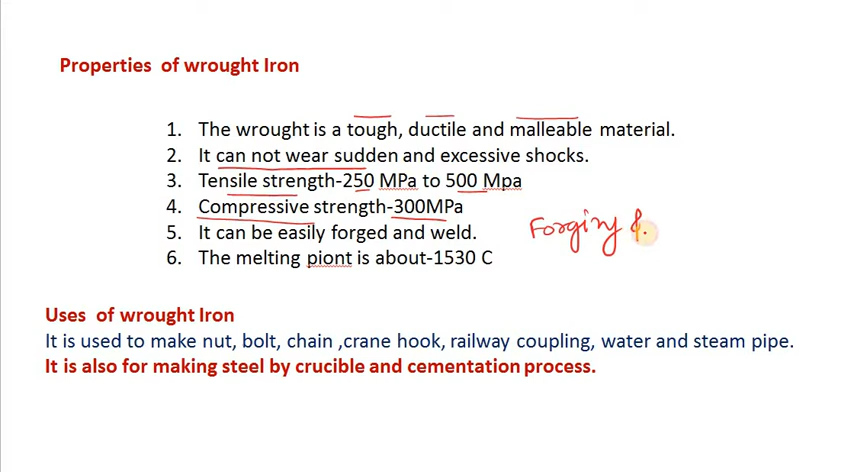 Properties of wrought Iron
1. The wrought is a tough, ductile and malleable material.
2. It can not wear sudden and excessive shocks.
3. Tensile strength-250 MPa to 500 Mpa
4. Compressive strength-300MPa
5. It can be easily forged and weld.
Forging &
6. The melting piont is about-1530 C
Uses of wrought Iron
It is used to make nut, bolt, chain ,crane hook, railway coupling, water and steam pipe.
It is also for making steel by crucible and cementation process.